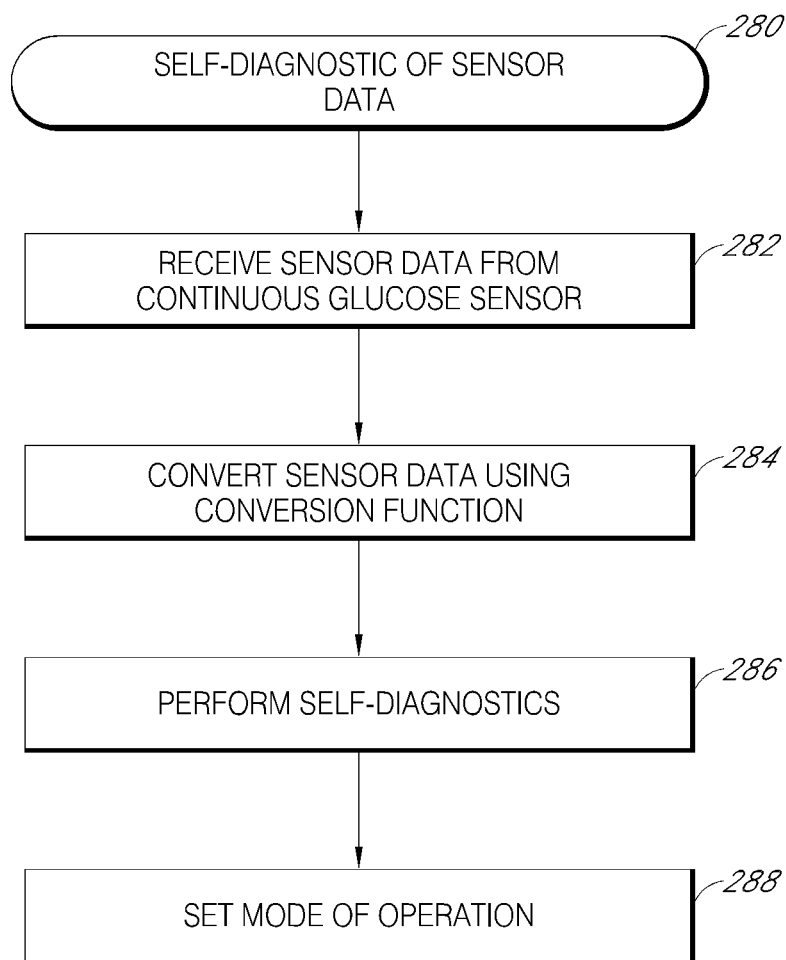 280
SELF-DIAGNOSTIC OF SENSOR
DATA
282
RECEIVE SENSOR DATA FROM
CONTINUOUS GLUCOSE SENSOR
284
CONVERT SENSOR DATA USING
CONVERSION FUNCTION
286
PERFORM SELF-DIAGNOSTICS
288
SET MODE OF OPERATION